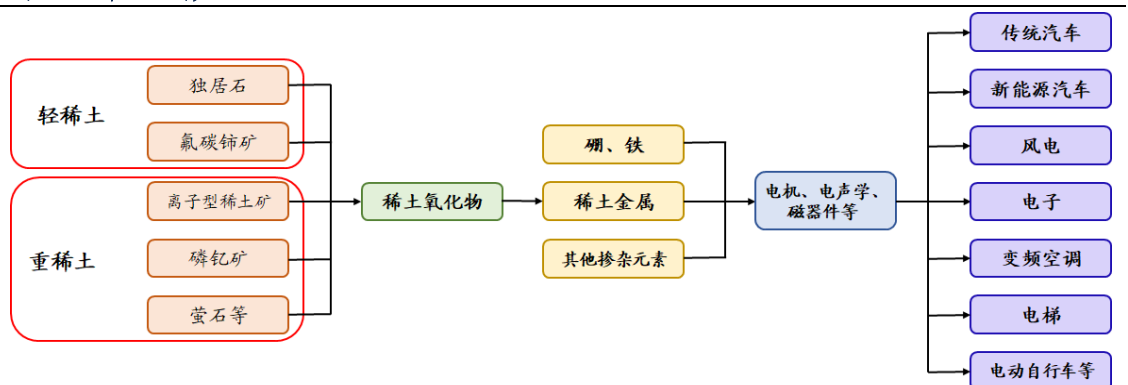 轻稀土
独居石
氟碳铈矿
重稀土
离子型稀土矿
磷钇矿
萤石等
稀土氧化物
硼、铁
稀土金属
其他掺杂元素
电机、电声学、
磁器件等
传统汽车
新能源汽车
风电
电子
变频空调
电梯
电动自行车等